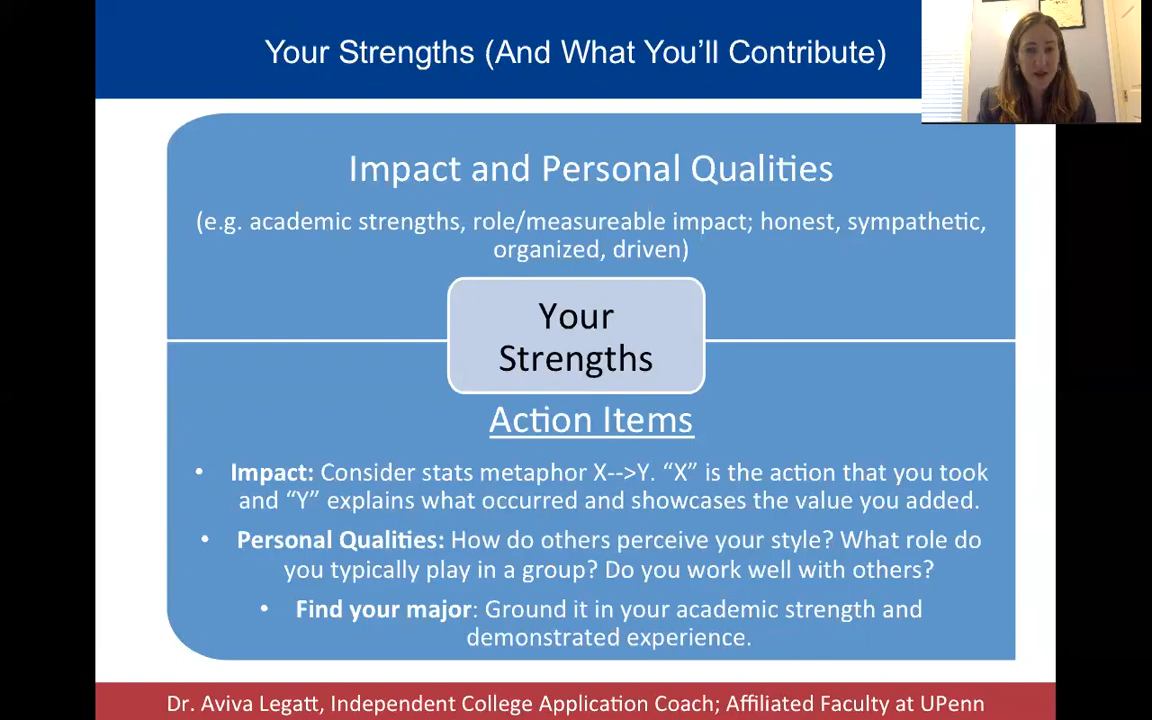 Your Strengths (And What You’ll Contribute)
Impact and Personal Qualities
(e.g. academic strengths, role/measureable impact; honest, sympathetic,
organized, driven)
Your
Strengths
Action Items
• Impact: Consider stats metaphor X-->Y. “X” is the action that you took
and “Y” explains what occurred and showcases the value you added.
• Personal Qualities: How do others perceive your style? What role do
you typically play in a group? Do you work well with others?
• Find your major: Ground it in your academic strength and
demonstrated experience.
Dr. Aviva Legatt, Independent College Application Coach; Affiliated Faculty at UPenn